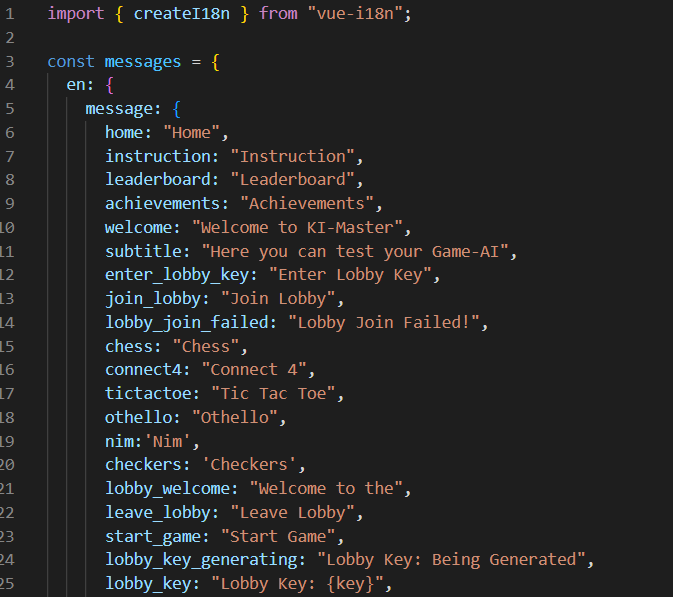 1 import { createI18n } from "vue-i18n";
2
3 const messages = {
4 en: {
5 message: {
6 home: "Home",
7 instruction: "Instruction",
8 leaderboard: "Leaderboard",
9 achievements: "Achievements",
10 welcome: "Welcome to KI-Master",
11 subtitle: "Here you can test your Game-AI",
12 enter_lobby_key: "Enter Lobby Key",
13 join_lobby: "Join Lobby",
14 lobby_join_failed: "Lobby Join Failed!",
15 chess: "Chess",
16 connect4: "Connect 4",
17 tictactoe: "Tic Tac Toe",
18 othello: "Othello",
19 nim:'Nim',
20 checkers: 'Checkers',
21 lobby_welcome: "Welcome to the",
22 leave_lobby: "Leave Lobby",
23 start_game: "Start Game",
24 lobby_key_generating: "Lobby Key: Being Generated",
25 lobby_key: "Lobby Key: {key}",